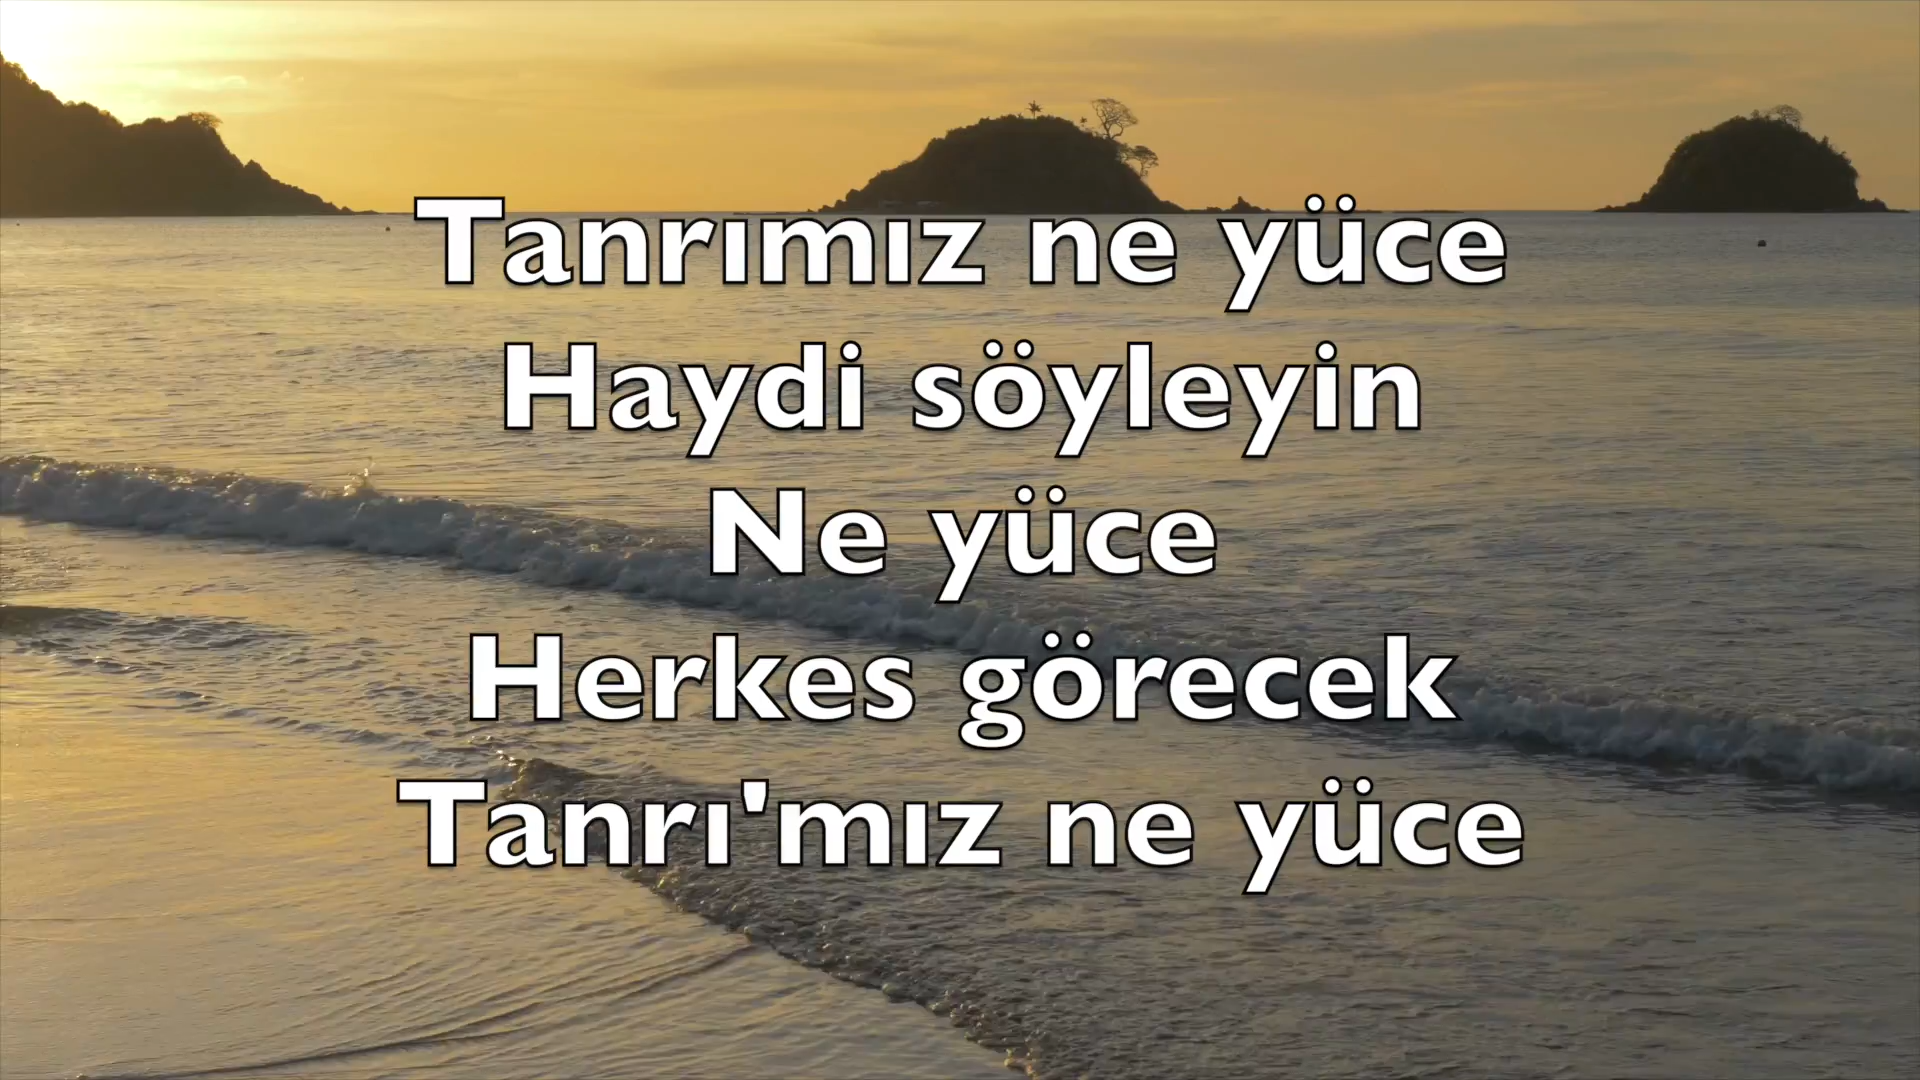 Tanrımız ne yüce
Haydi söyleyin
Ne yüce
Herkes görecek
Tanrı'mız ne yüce